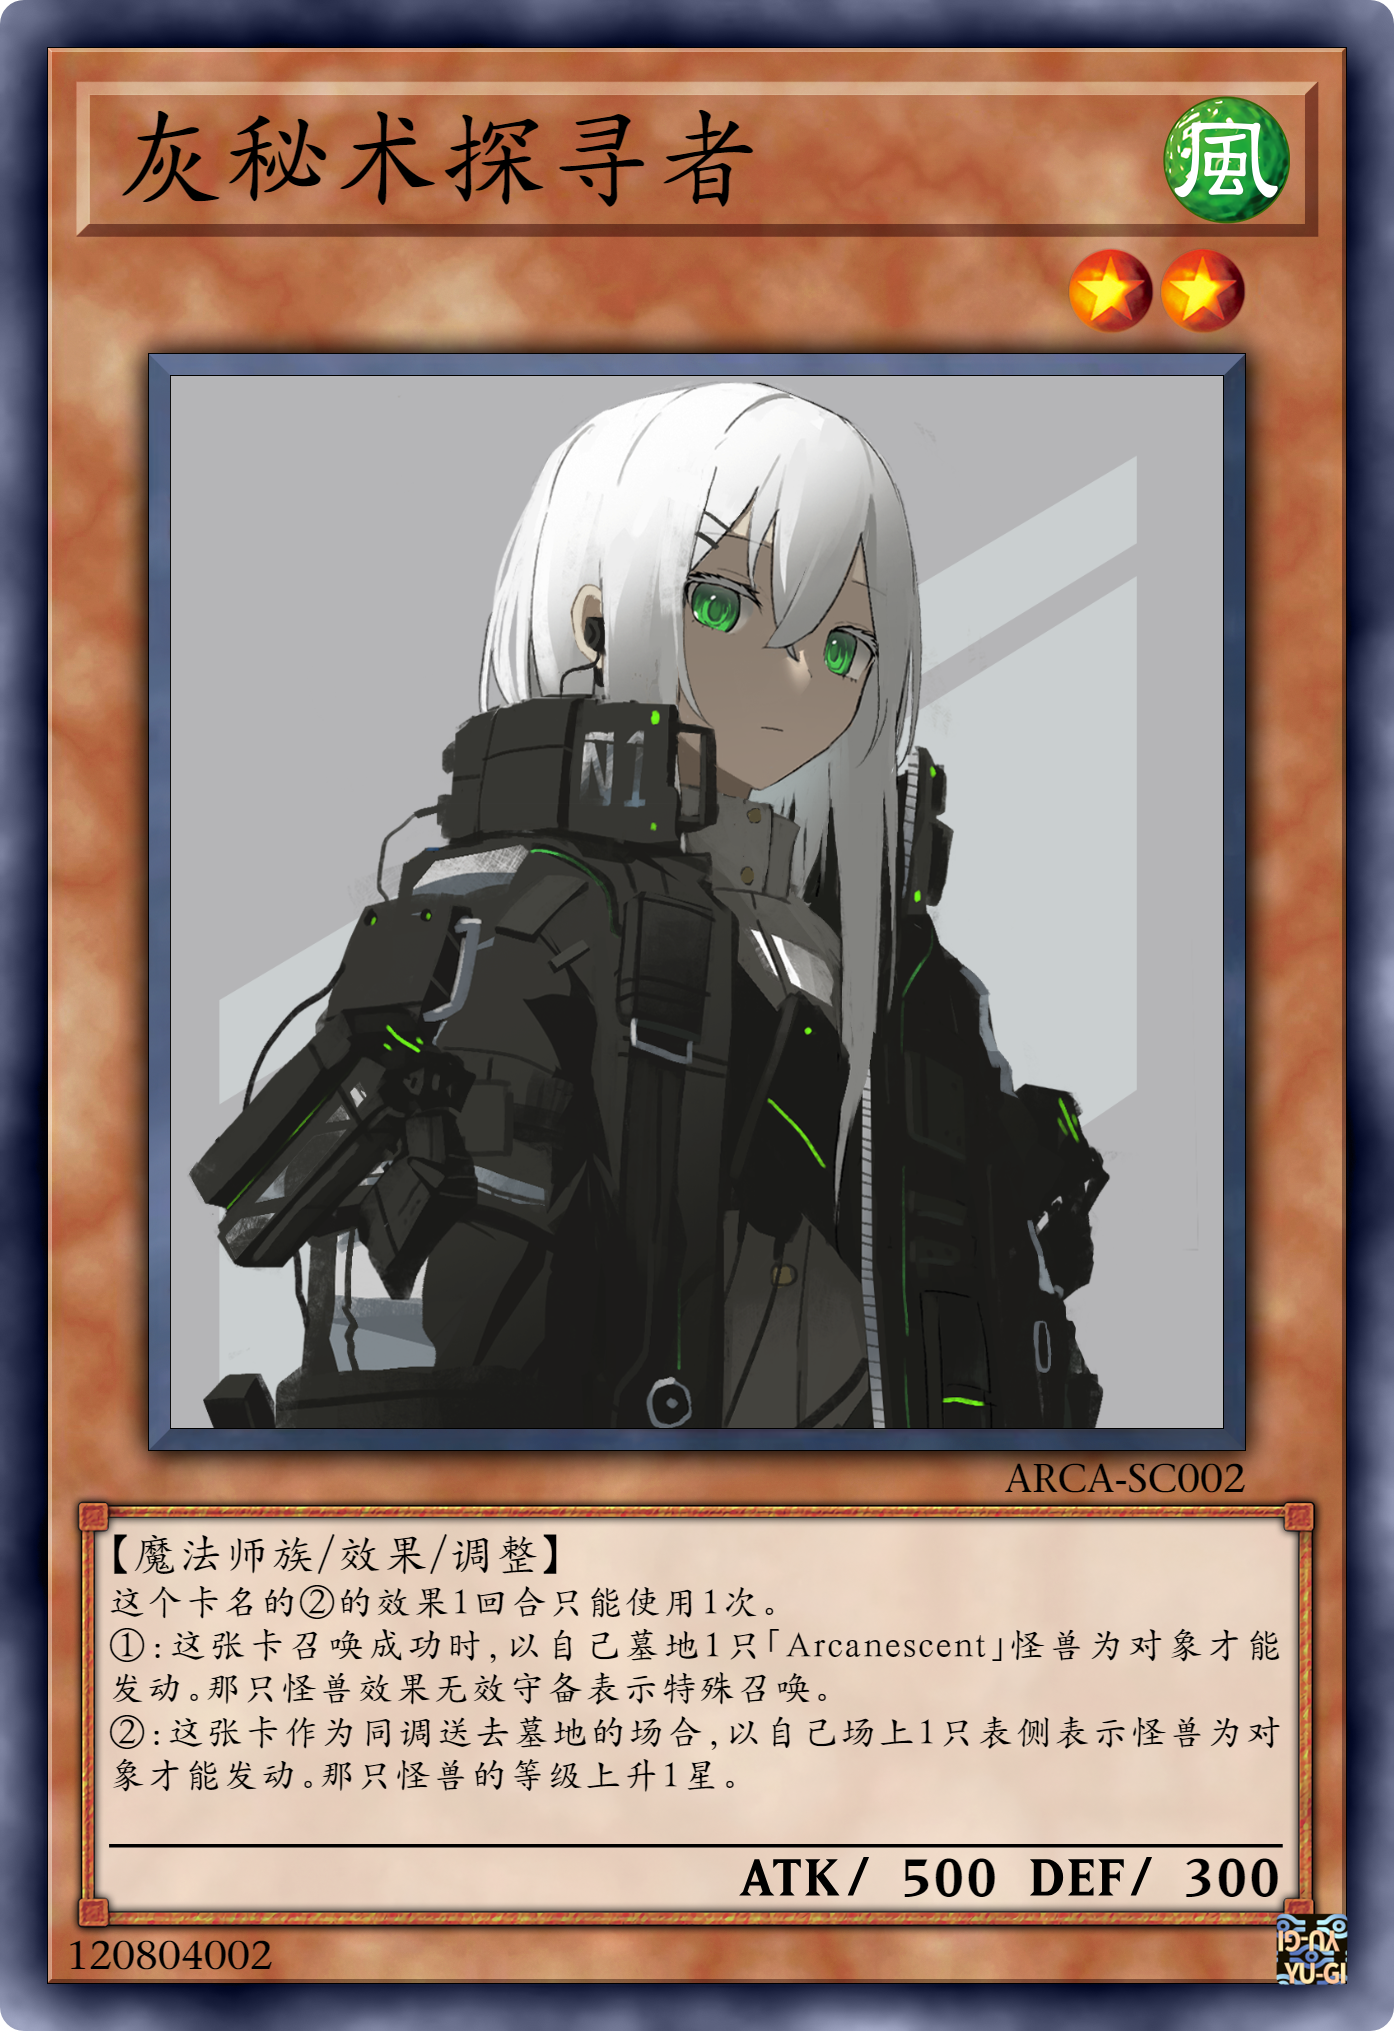 灰秘术探寻者
風
N1
ARCA-SC002
【魔法师族/效果/调整】
这个卡名的②的效果1回合只能使用1次。
①:这张卡召唤成功时,以自己墓地1只「Arcanescent」怪兽为对象才能
发动。那只怪兽效果无效守备表示特殊召唤。
②:这张卡作为同调送去墓地的场合,以自己场上1只表侧表示怪兽为对
象才能发动。那只怪兽的等级上升1星。
ATK/ 500 DEF/ 300
120804002
YU-GI
YU-GI